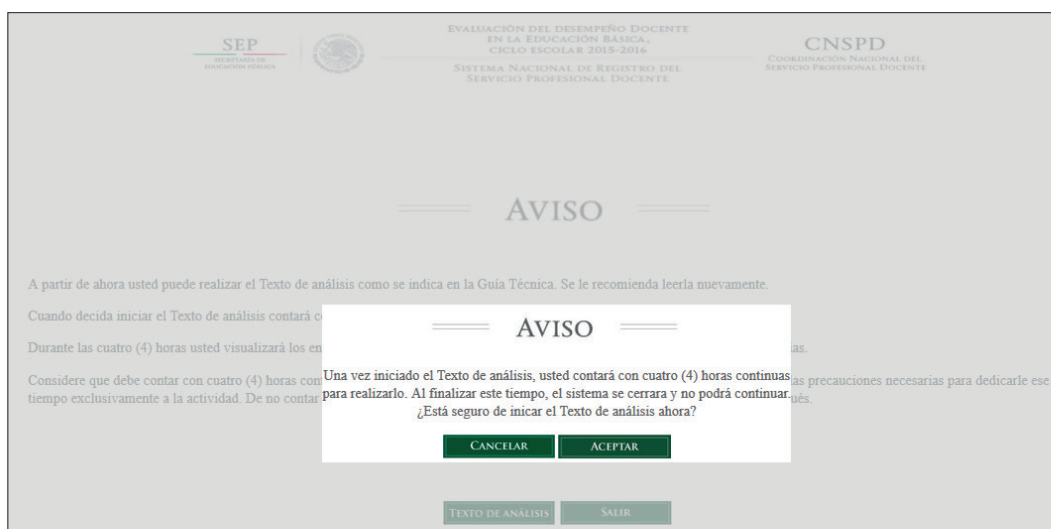 SEP
SECRETARÍA DE
EDUCACIÓN PÚBLICA
EVALUACIÓN DEL DESEMPEÑO DOCENTE
EN LA EDUCACIÓN BÁSICA,
CICLO ESCOLAR 2015-2016
SISTEMA NACIONAL DE REGISTRO DEL
SERVICIO PROFESIONAL DOCENTE
CNSPD
COORDINACIÓN NACIONAL DEL
SERVICIO PROFESIONAL DOCENTE
AVISO
A partir de ahora usted puede realizar el Texto de análisis como se indica en la Guía Técnica. Se le recomienda leerla nuevamente.
Cuando decida iniciar el Texto de análisis contará
Durante las cuatro (4) horas usted visualizará los
Considere que debe contar con cuatro (4) horas precauciones necesarias para dedicarle ese
tiempo exclusivamente a la actividad. De no contar
AVISO
Una vez iniciado el Texto de análisis, usted contará con cuatro (4) horas continuas
para realizarlo. Al finalizar este tiempo, el sistema se cerrara y no podrá continuar.
¿Está seguro de inicar el Texto de análisis ahora?
CANCELAR ACEPTAR
TEXTO DE ANÁLISIS SALIR